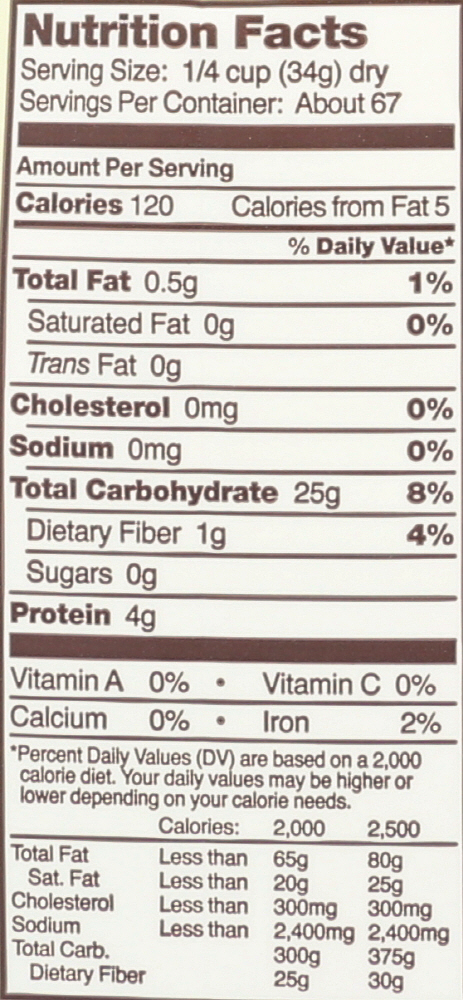 Nutrition Facts
Serving Size: 1/4 cup (34g) dry
Servings Per Container: About 67
Amount Per Serving
Calories 120 Calories from Fat 5
% Daily Value*
Total Fat 0.5g 1%
Saturated Fat 0g 0%
Trans Fat 0g
Cholesterol 0mg 0%
Sodium 0mg 0%
Total Carbohydrate 25g 8%
Dietary Fiber 1g 4%
Sugars 0g
Protein 4g
Vitamin A 0% • Vitamin C 0%
Calcium 0% • Iron 2%
*Percent Daily Values (DV) are based on a 2,000
calorie diet. Your daily values may be higher or
lower depending on your calorie needs.
Calories: 2,000 2,500
Total Fat Less than 65g 80g
Sat. Fat Less than 20g 25g
Cholesterol Less than 300mg 300mg
Sodium Less than 2,400mg 2,400mg
Total Carb. 300g 375g
Dietary Fiber 25g 30g